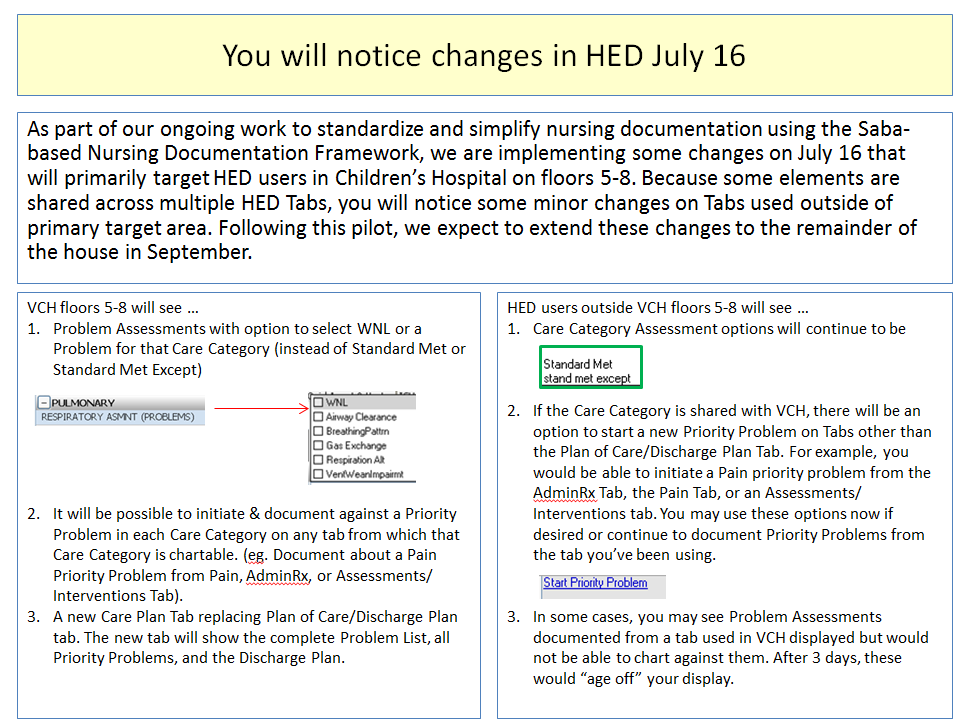 You will notice changes in HED July 16
As part of our ongoing work to standardize and simplify nursing documentation using the Saba-
based Nursing Documentation Framework, we are implementing some changes on July 16 that
will primarily target HED users in Children's Hospital on floors 5-8. Because some elements are
shared across multiple HED Tabs, you will notice some minor changes on Tabs used outside of
primary target area. Following this pilot, we expect to extend these changes to the remainder of
the house in September.
VCH floors 5-8 will see …
1. Problem Assessments with option to select WNL or a
Problem for that Care Category (instead of Standard Met or
Standard Met Except)
PULMONARY
RESPIRATORY ASMNT (PROBLEMS)
WNL
Airway Clearance
BreathingPattrn
Gas Exchange
Respiration Alt
VentWeanImpairmt
2. It will be possible to initiate & document against a Priority
Problem in each Care Category on any tab from which that
Care Category is chartable. (eg. Document about a Pain
Priority Problem from Pain, AdminRx, or Assessments/
Interventions Tab).
3. A new Care Plan Tab replacing Plan of Care/Discharge Plan
tab. The new tab will show the complete Problem List, all
Priority Problems, and the Discharge Plan.
HED users outside VCH floors 5-8 will see …
1. Care Category Assessment options will continue to be
Standard Met
stand met except
2. If the Care Category is shared with VCH, there will be an
option to start a new Priority Problem on Tabs other than
the Plan of Care/Discharge Plan Tab. For example, you
would be able to initiate a Pain priority problem from the
AdminRx Tab, the Pain Tab, or an Assessments/
Interventions tab. You may use these options now if
desired or continue to document Priority Problems from
the tab you've been using.
Start Priority Problem
3. In some cases, you may see Problem Assessments
documented from a tab used in VCH displayed but would
not be able to chart against them. After 3 days, these
would "age off" your display.